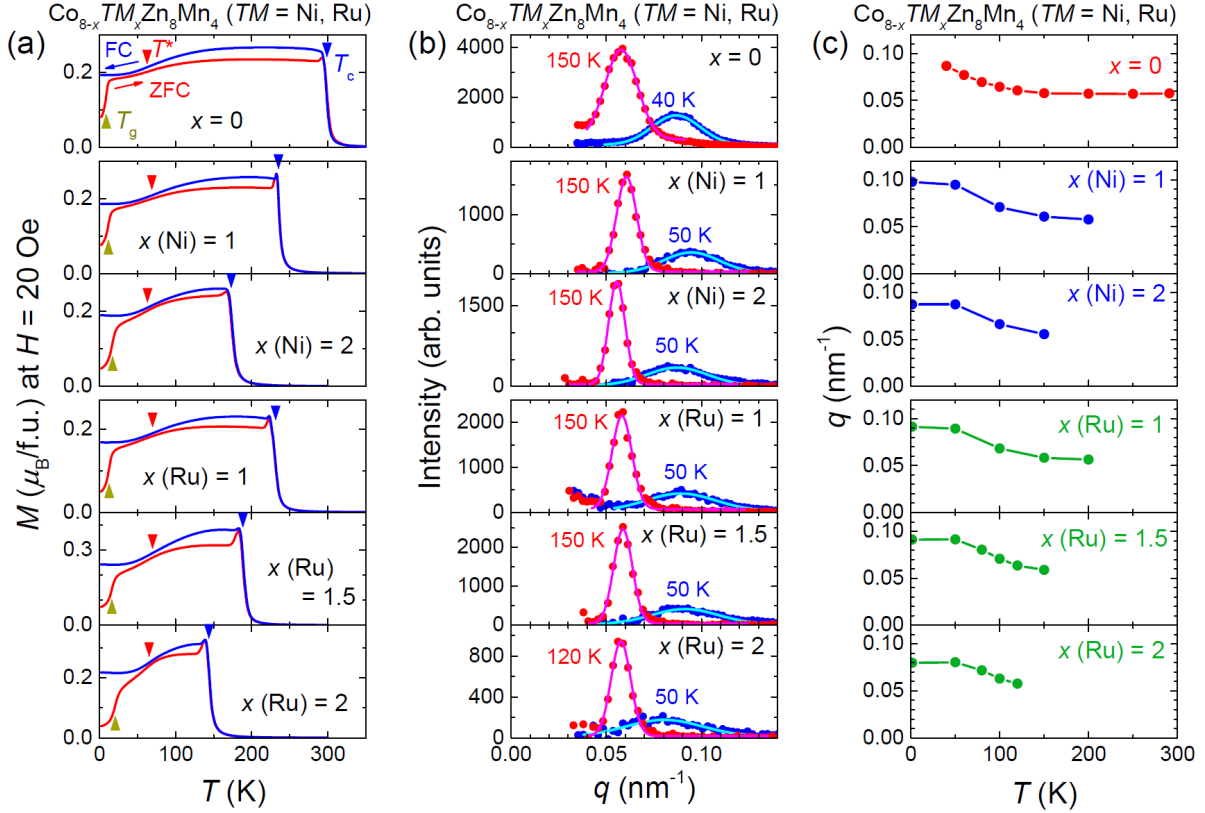 (a)
Co8-xTMxZn8Mn4 (TM = Ni, Ru)
FC
T*
Tc
ZFC
Tg
x = 0
0.2
0.0
x (Ni) = 1
0.2
0.0
x (Ni) = 2
0.2
0.0
x (Ru) = 1
0.2
0.0
x (Ru)
= 1.5
0.3
0.0
x (Ru) = 2
0.2
0.0
0 100 200 300
T (K)
M (μB/f.u.) at H = 20 Oe
(b)
Co8-xTMxZn8Mn4 (TM = Ni, Ru)
4000
2000
0
150 K
x = 0
40 K
1000
0
150 K
x (Ni) = 1
50 K
1500
0
150 K
x (Ni) = 2
50 K
2000
1000
0
150 K
x (Ru) = 1
50 K
2000
1000
0
150 K
x (Ru) = 1.5
50 K
800
400
0
120 K
x (Ru) = 2
50 K
0.00 0.05 0.10
q (nm-1)
Intensity (arb. units)
(c)
Co8-xTMxZn8Mn4 (TM = Ni, Ru)
0.10
0.05
0.00
x = 0
0.10
0.05
0.00
x (Ni) = 1
0.10
0.05
0.00
x (Ni) = 2
0.10
0.05
0.00
x (Ru) = 1
0.10
0.05
0.00
x (Ru) = 1.5
0.10
0.05
0.00
x (Ru) = 2
0 100 200 300
T (K)
q (nm-1)